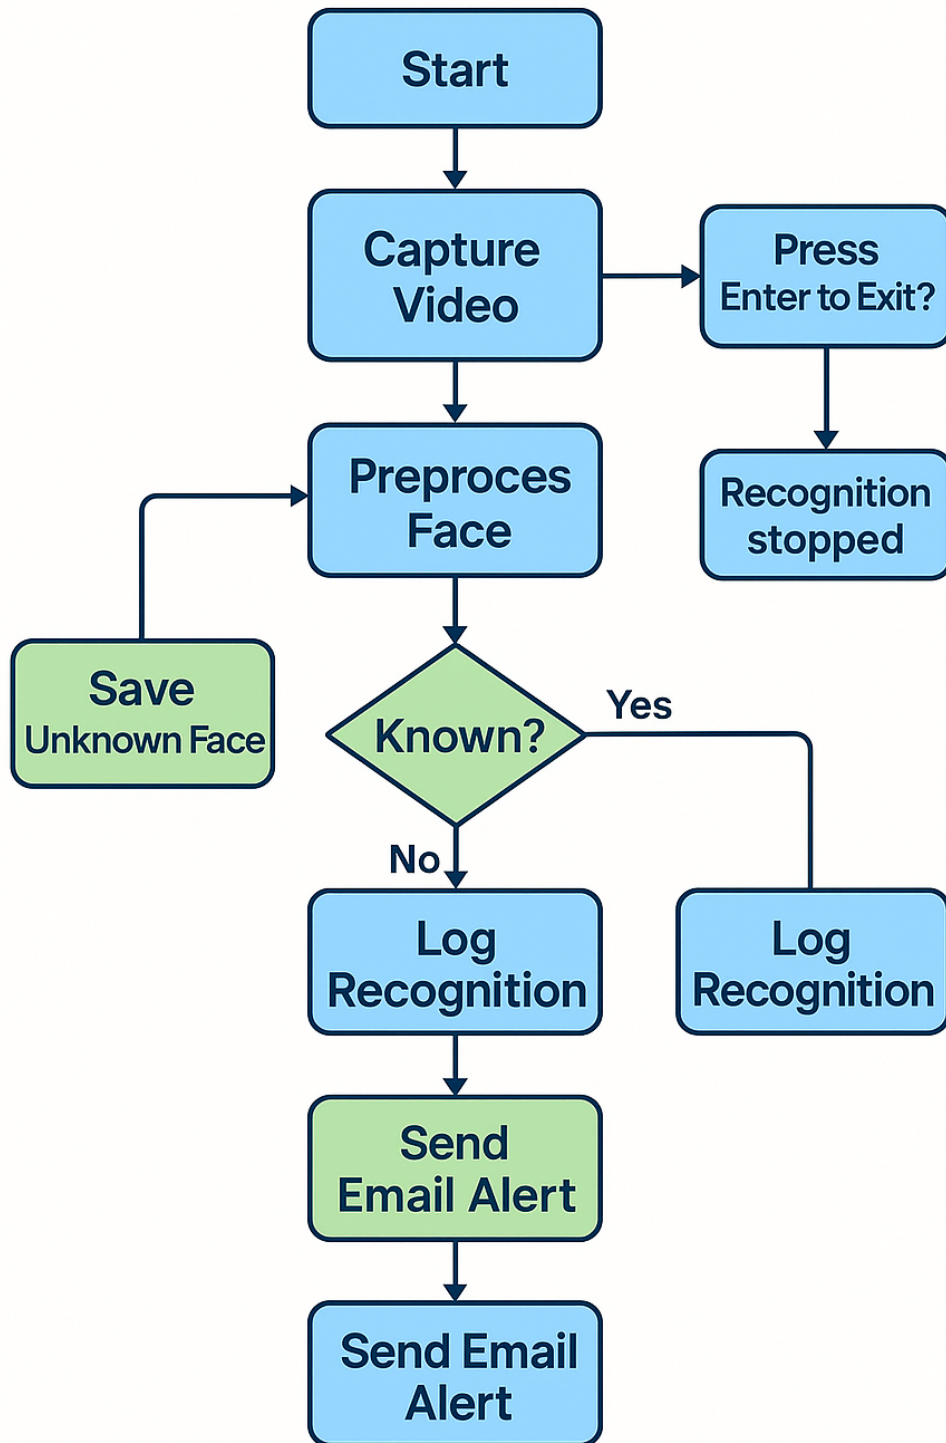 Start
Capture
Video
Press
Enter to Exit?
Preproces
Face
Recognition
stopped
Save
Unknown Face
Known?
Yes
No
Log
Recognition
Log
Recognition
Send
Email Alert
Send Email
Alert